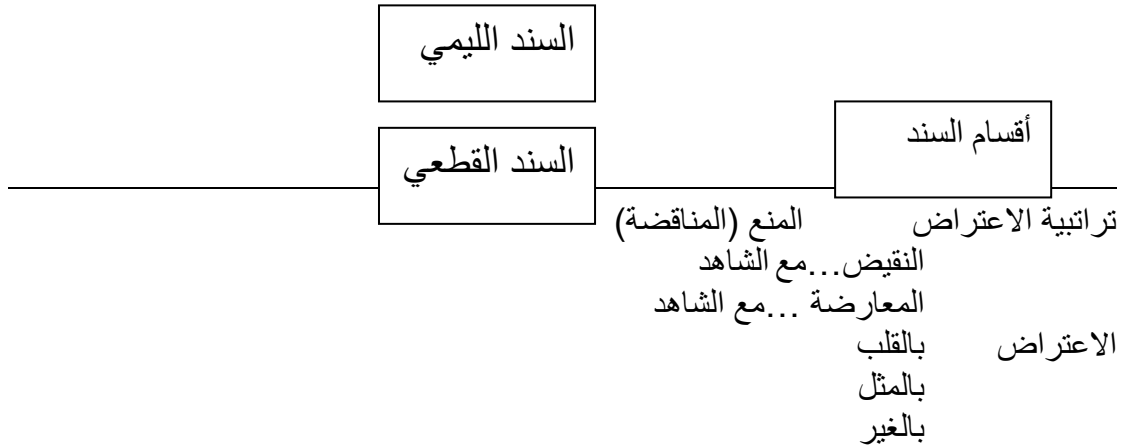 السند الليمي
أقسام السند
السند القطعي
تراتبية الاعتراض المنع (المناقضة)
النقيض...مع الشاهد
المعارضة ...مع الشاهد
الاعتراض بالقلب
بالمثل
بالغير